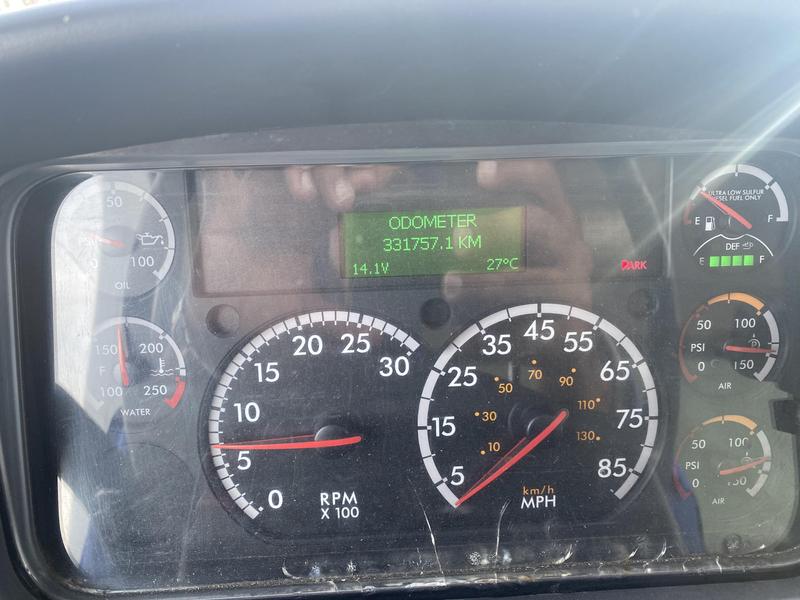 ODOMETER
331757.1 KM
14.1V 27°C
PARK
50
PSI
0 100
OIL
150 200
F
100 250
WATER
0 5 10 15 20 25 30
RPM
X 100
5 15 25 35 45 55 65 75 85
10 30 50 70 90 110 130
km/h
MPH
ULTRA LOW SULFUR
DIESEL FUEL ONLY
E F
DEF
E F
50 100
PSI
0 150
AIR
50 100
PSI
0 150
AIR